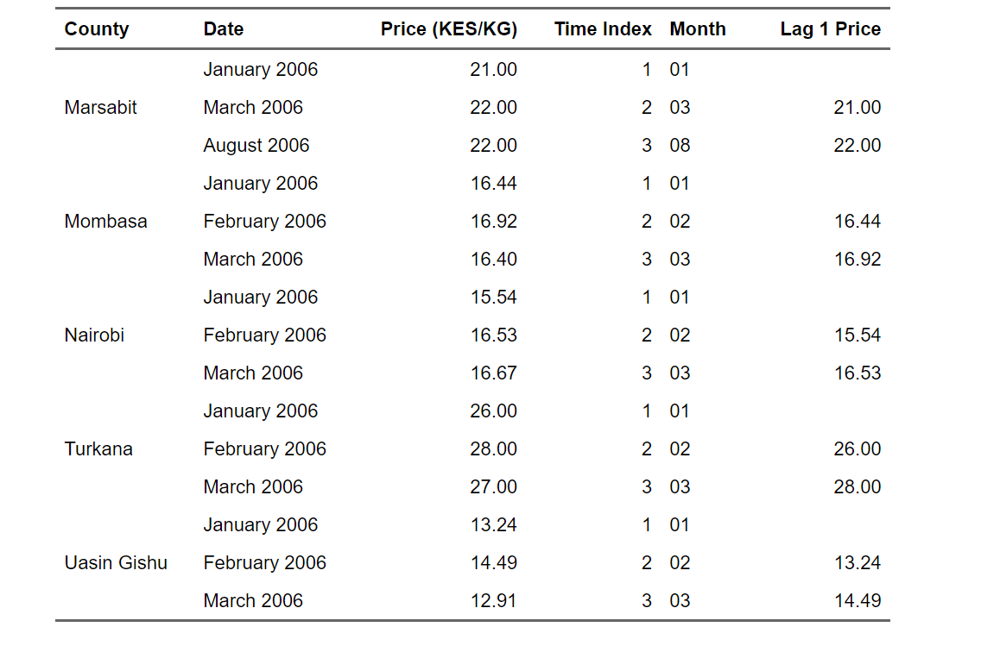 County Date Price (KES/KG) Time Index Month Lag 1 Price
January 2006 21.00 1 01
Marsabit March 2006 22.00 2 03 21.00
August 2006 22.00 3 08 22.00
January 2006 16.44 1 01
Mombasa February 2006 16.92 2 02 16.44
March 2006 16.40 3 03 16.92
January 2006 15.54 1 01
Nairobi February 2006 16.53 2 02 15.54
March 2006 16.67 3 03 16.53
January 2006 26.00 1 01
Turkana February 2006 28.00 2 02 26.00
March 2006 27.00 3 03 28.00
January 2006 13.24 1 01
Uasin Gishu February 2006 14.49 2 02 13.24
March 2006 12.91 3 03 14.49